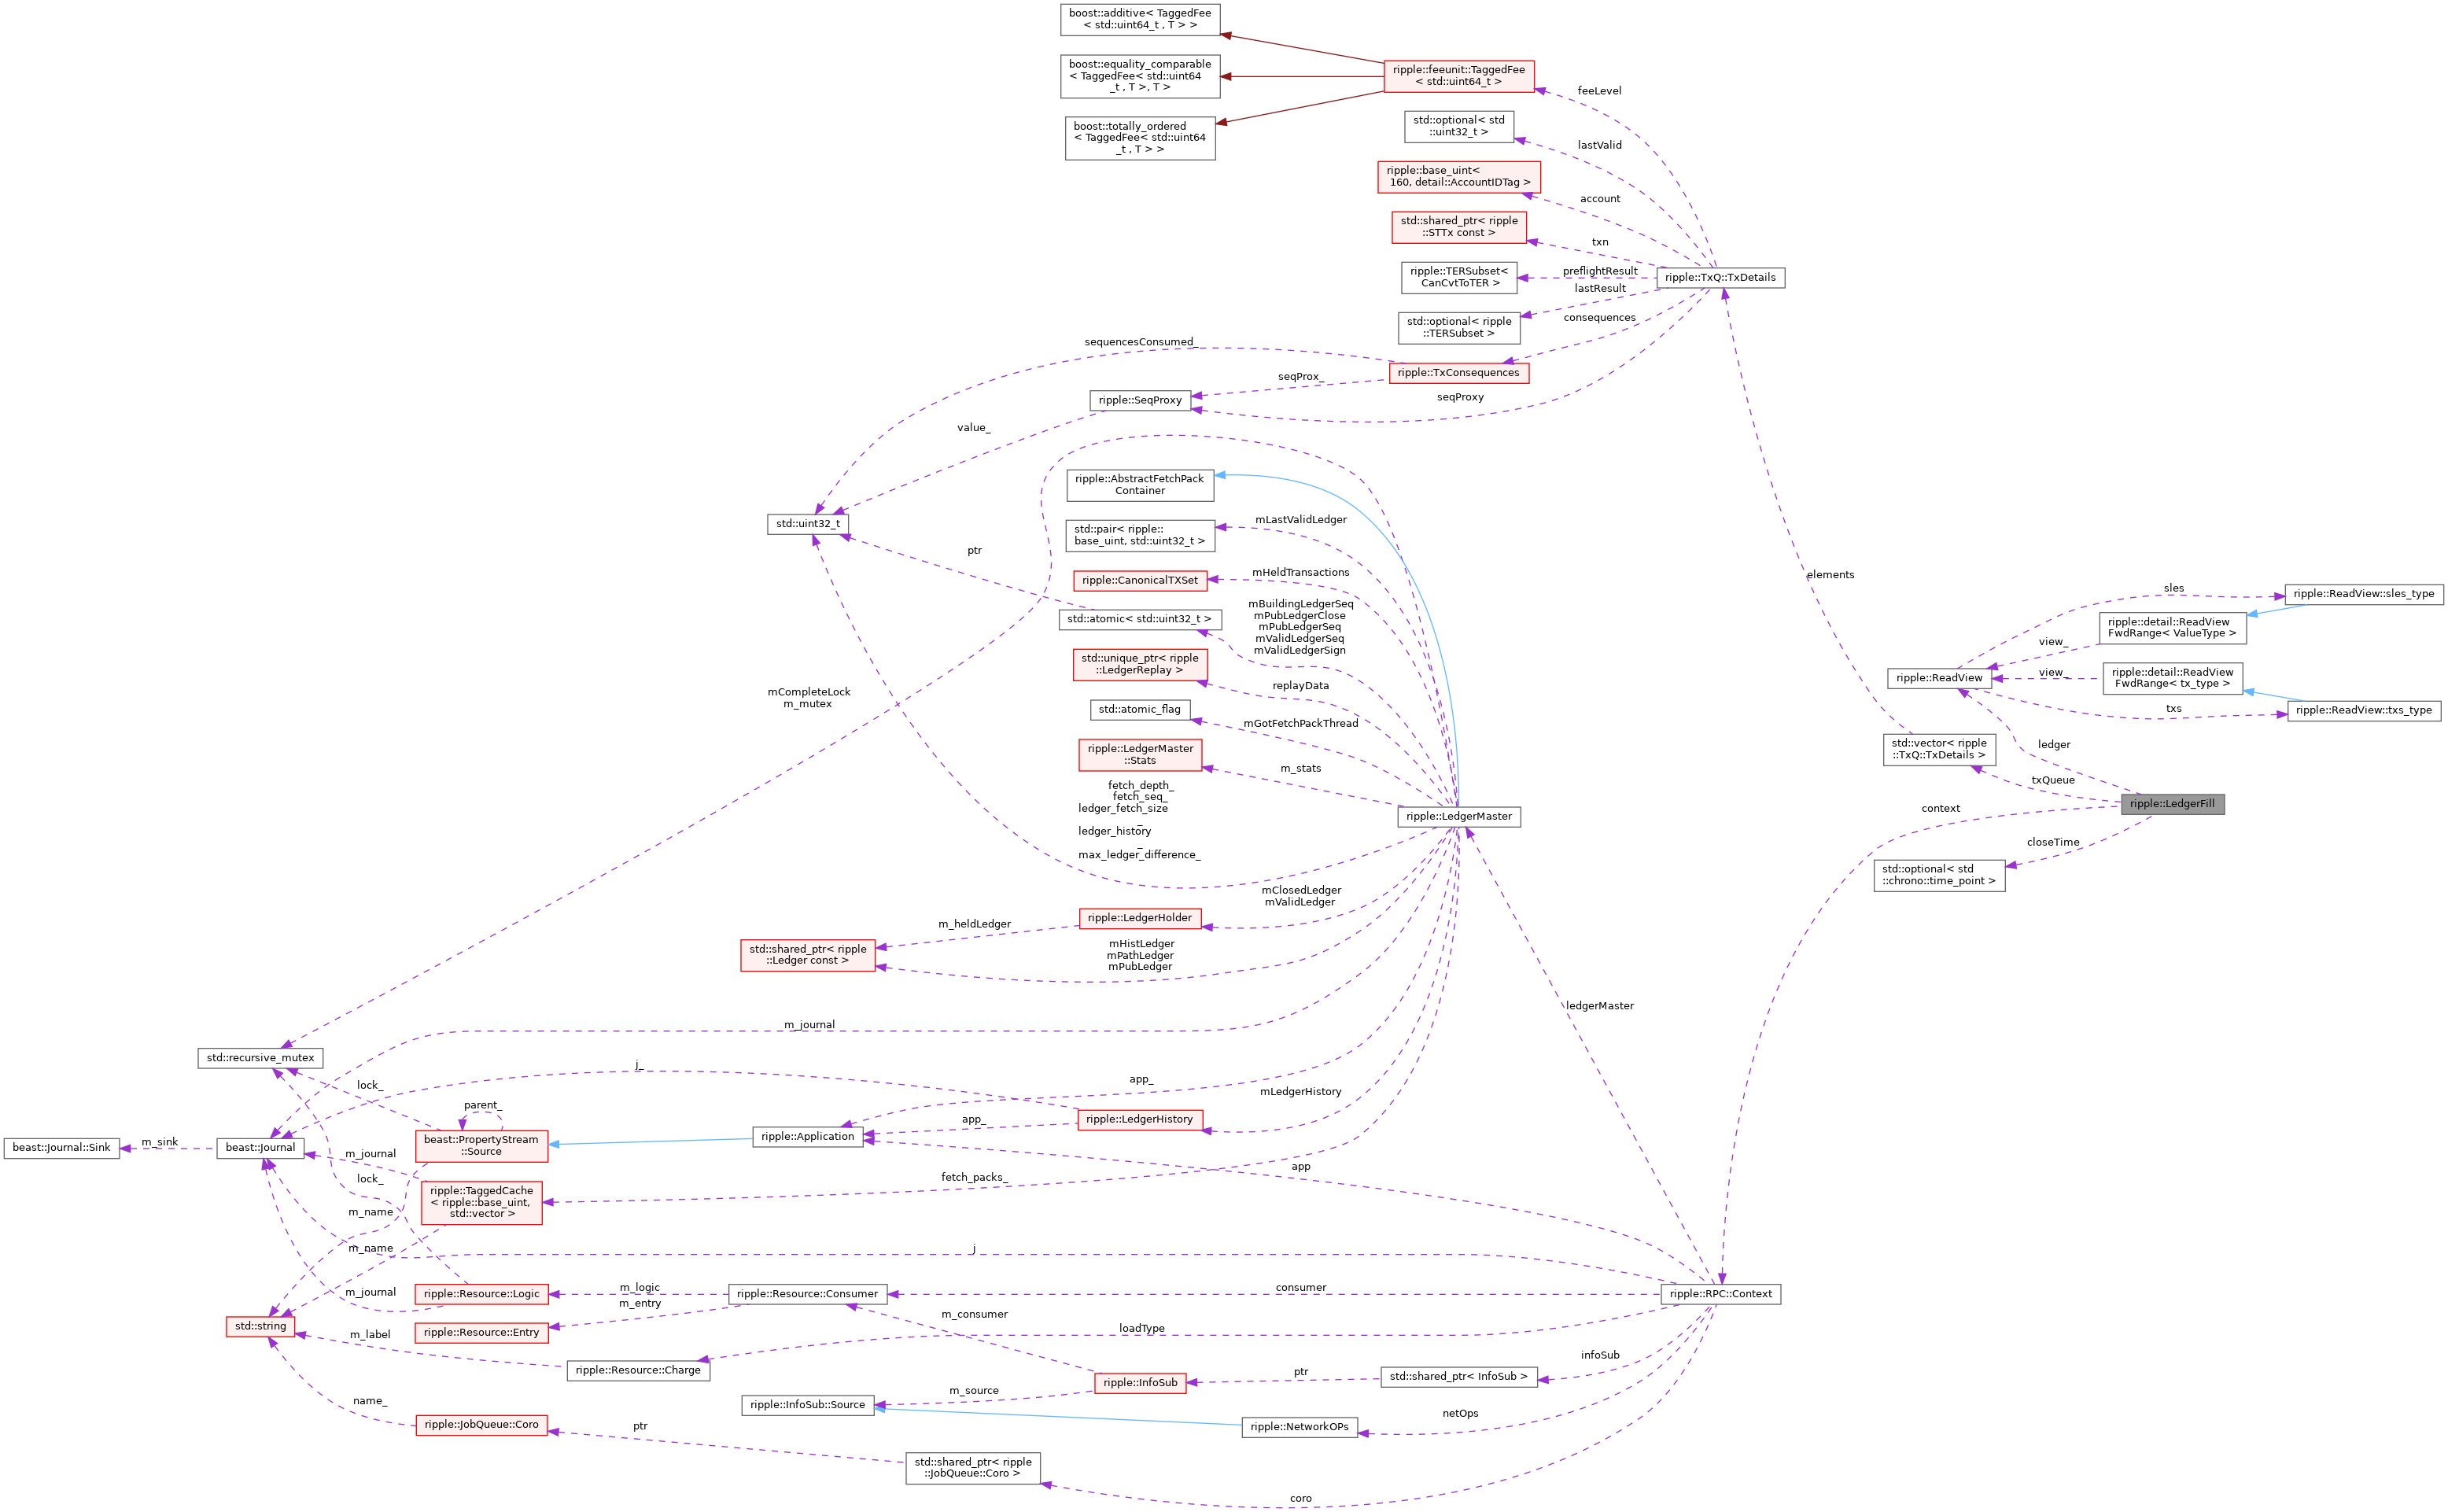 boost::additive< TaggedFee
< std::uint64_t , T > >
boost::equality_comparable
< TaggedFee< std::uint64
_t , T >, T >
boost::totally_ordered
< TaggedFee< std::uint64
_t , T > >
ripple::feeunit::TaggedFee
< std::uint64_t >
feeLevel
std::optional< std
::uint32_t >
lastValid
ripple::base_uint<
160, detail::AccountIDTag >
account
std::shared_ptr< ripple
::STTx const >
txn
ripple::TERSubset<
CanCvtToTER >
preflightResult
ripple::TxQ::TxDetails
lastResult
std::optional< ripple
::TERSubset >
consequences
sequencesConsumed_
ripple::TxConsequences
seqProx_
ripple::SeqProxy
seqProxy
value_
ripple::AbstractFetchPack
Container
std::uint32_t
mLastValidLedger
std::pair< ripple::
base_uint, std::uint32_t >
ptr
mHeldTransactions
ripple::CanonicalTXSet
elements
sles
ripple::ReadView::sles_type
std::atomic< std::uint32_t >
mBuildingLedgerSeq
mPubLedgerClose
mPubLedgerSeq
mValidLedgerSeq
mValidLedgerSign
ripple::detail::ReadView
FwdRange< ValueType >
view_
std::unique_ptr< ripple
::LedgerReplay >
replayData
ripple::ReadView
view_
ripple::detail::ReadView
FwdRange< tx_type >
mCompleteLock
m_mutex
std::atomic_flag
mGotFetchPackThread
txs
ripple::ReadView::txs_type
ripple::LedgerMaster
::Stats
m_stats
std::vector< ripple
::TxQ::TxDetails >
ledger
txQueue
fetch_depth_
fetch_seq_
ledger_fetch_size
_
ledger_history
_
max_ledger_difference_
ripple::LedgerMaster
context
ripple::LedgerFill
closeTime
std::optional< std
::chrono::time_point >
mClosedLedger
mValidLedger
ripple::LedgerHolder
m_heldLedger
std::shared_ptr< ripple
::Ledger const >
mHistLedger
mPathLedger
mPubLedger
ledgerMaster
m_journal
std::recursive_mutex
j_
lock_
app_
mLedgerHistory
parent_
ripple::LedgerHistory
app_
beast::Journal::Sink
m_sink
beast::Journal
beast::PropertyStream
::Source
ripple::Application
m_journal
lock_
app
fetch_packs_
ripple::TaggedCache
< ripple::base_uint,
std::vector >
m_name
m_name
j
m_journal
ripple::Resource::Logic
m_logic
ripple::Resource::Consumer
consumer
ripple::RPC::Context
m_entry
std::string
m_label
ripple::Resource::Entry
m_consumer
loadType
ripple::Resource::Charge
infoSub
ptr
std::shared_ptr< InfoSub >
ripple::InfoSub
m_source
name_
ripple::InfoSub::Source
netOps
ripple::JobQueue::Coro
ptr
ripple::NetworkOPs
std::shared_ptr< ripple
::JobQueue::Coro >
coro